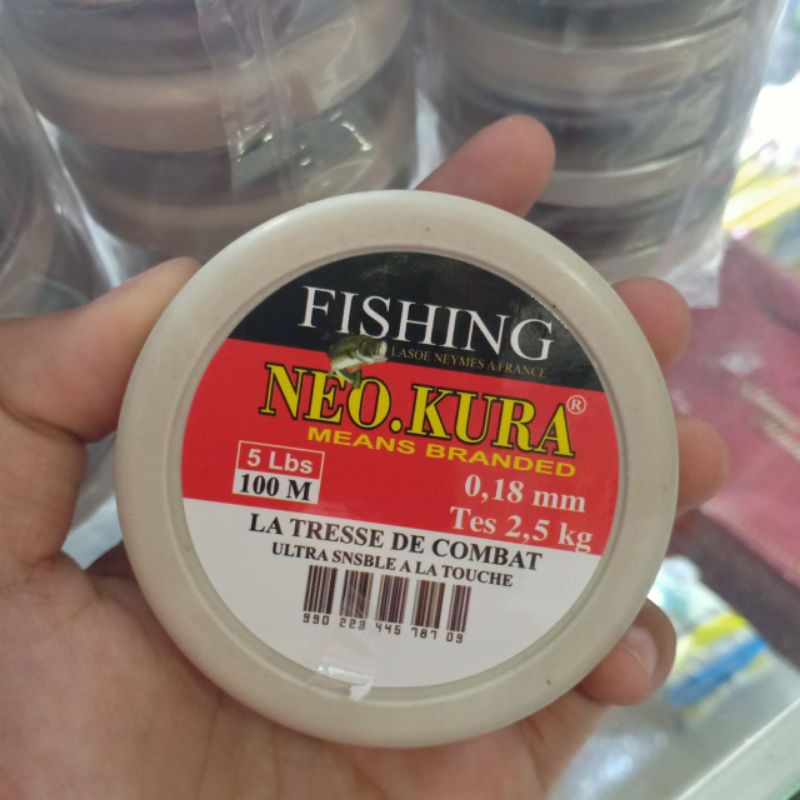 FISHING
LASOE NEYMES A FRANCE
NEO.KURA®
MEANS BRANDED
5 Lbs
100 M
0,18 mm
Tes 2,5 kg
LA TRESSE DE COMBAT
ULTRA SNSBLE A LA TOUCHE
990 223 445 787 09